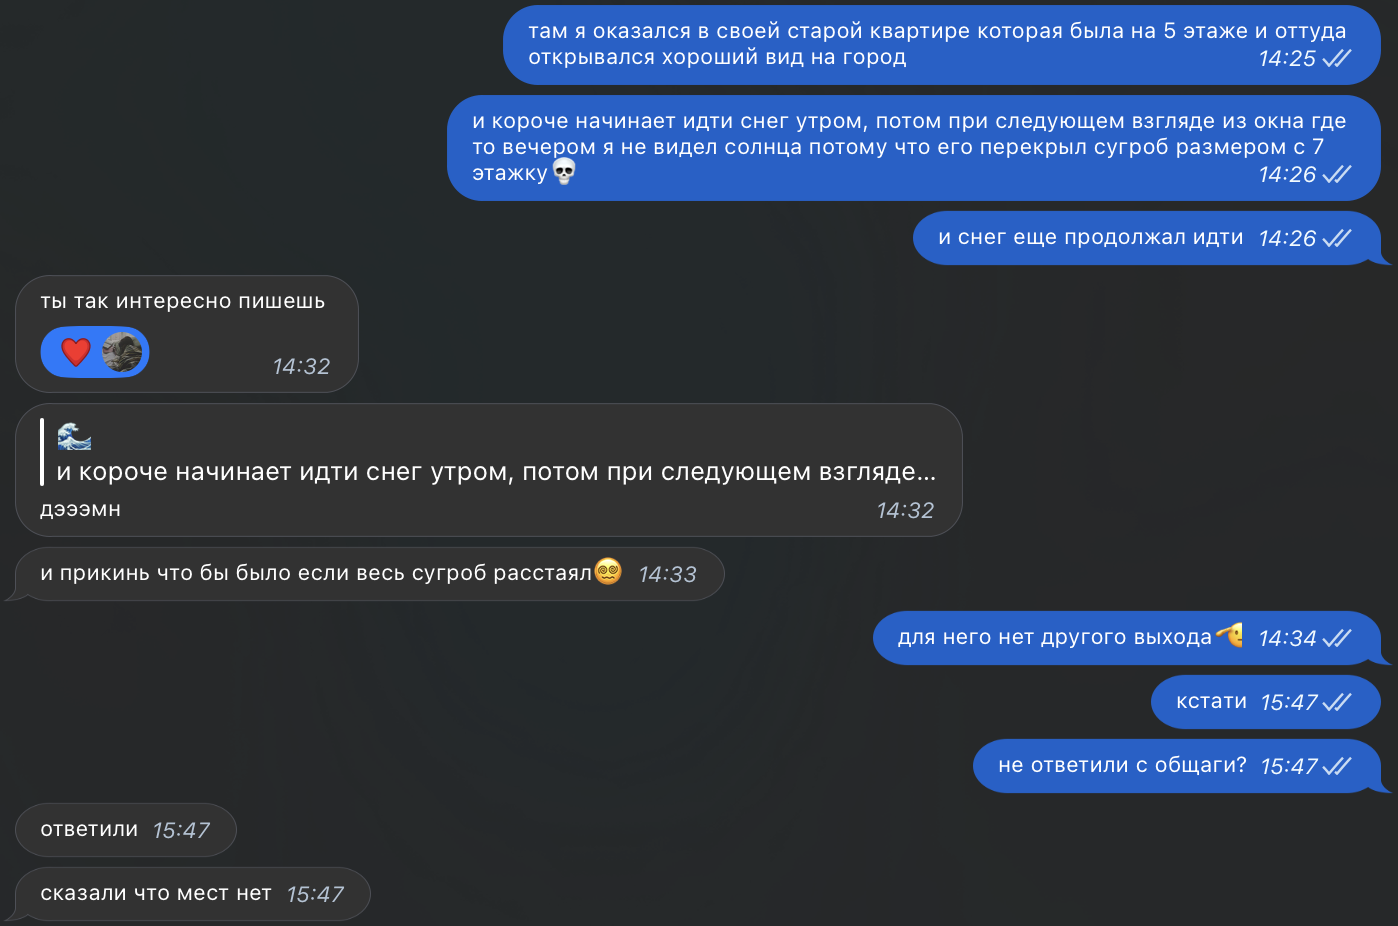 там я оказался в своей старой квартире которая была на 5 этаже и оттуда
открывался хороший вид на город 14:25
и короче начинает идти снег утром, потом при следующем взгляде из окна где
то вечером я не видел солнца потому что его перекрыл сугроб размером с 7
этажку💀 14:26
и снег еще продолжал идти 14:26
ты так интересно пишешь
❤️ 14:32
🌊
и короче начинает идти снег утром, потом при следующем взгляде...
дэээмн 14:32
и прикинь что бы было если весь сугроб расстаял😵‍💫 14:33
для него нет другого выхода🫡 14:34
кстати 15:47
не ответили с общаги? 15:47
ответили 15:47
сказали что мест нет 15:47